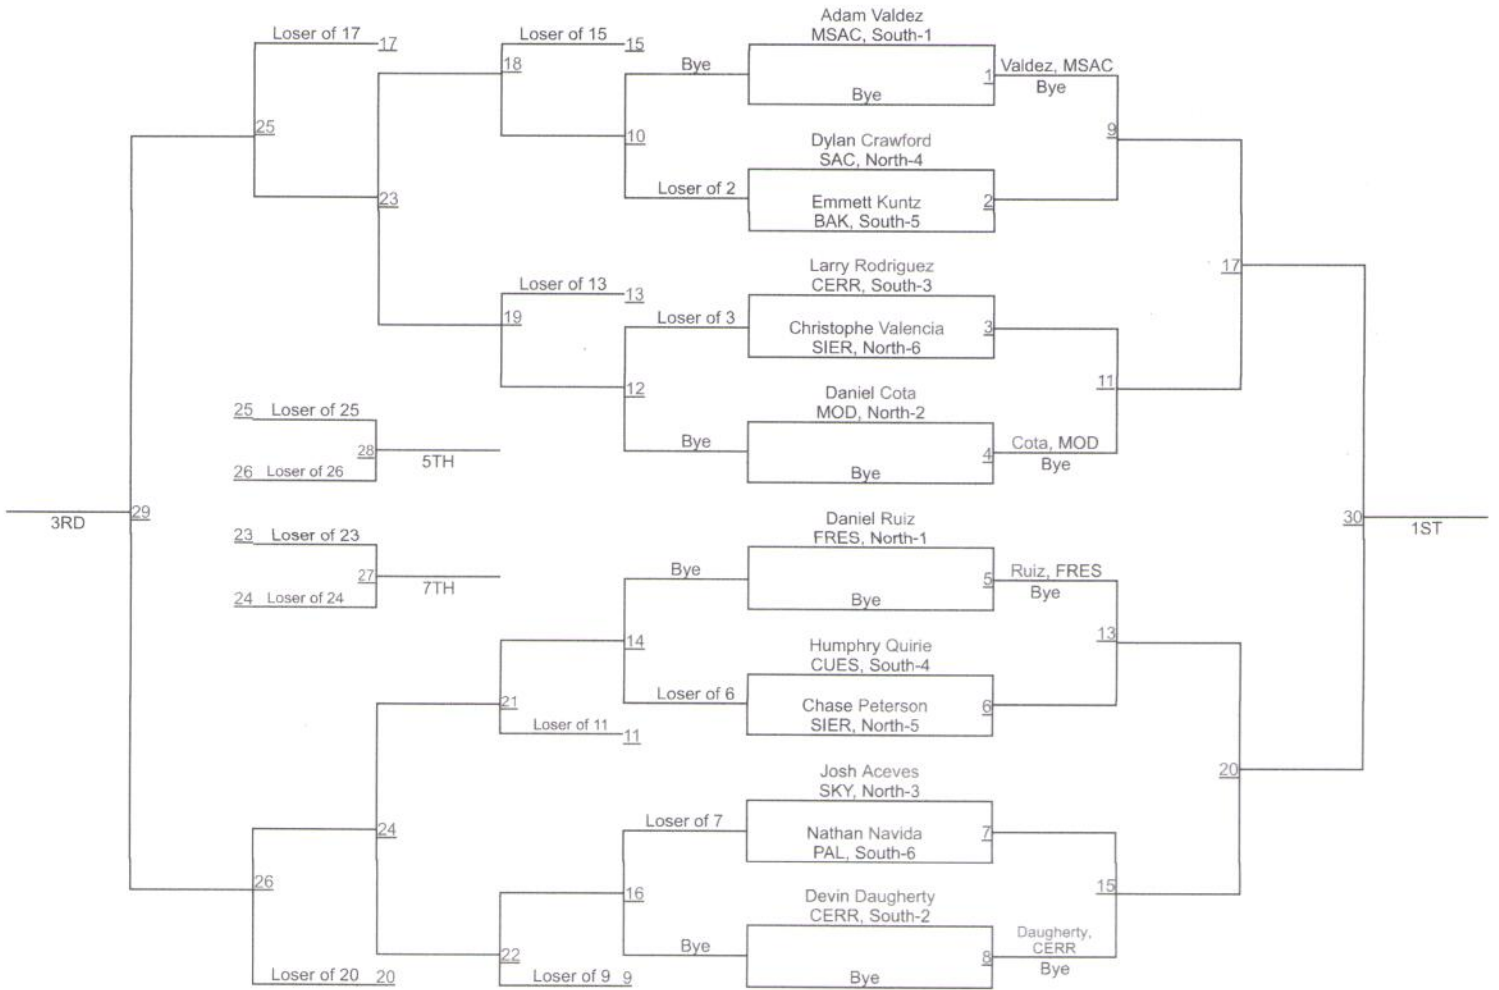 Adam Valdez
MSAC, South-1
Loser of 17
17
Loser of 15
15
18
Bye
1
Valdez, MSAC
Bye
Bye
25
10
9
Dylan Crawford
SAC, North-4
Loser of 2
23
Emmett Kuntz
2
BAK, South-5
Larry Rodriguez
CERR, South-3
17
Loser of 13
13
19
Loser of 3
Christophe Valencia
3
SIER, North-6
12
11
Daniel Cota
MOD, North-2
25
Loser of 25
28
5TH
Bye
4
Cota, MOD
Bye
Bye
26
Loser of 26
29
3RD
Daniel Ruiz
FRES, North-1
30
1ST
23
Loser of 23
27
7TH
Bye
5
Ruiz, FRES
Bye
Bye
24
Loser of 24
14
13
Humphry Quirie
CUES, South-4
Loser of 6
21
Chase Peterson
6
SIER, North-5
Loser of 11
11
Josh Aceves
SKY, North-3
20
24
Loser of 7
Nathan Navida
7
PAL, South-6
26
16
15
Devin Daugherty
CERR, South-2
22
Bye
8
Daugherty,
CERR
Bye
Bye
Loser of 20
20
Loser of 9
9